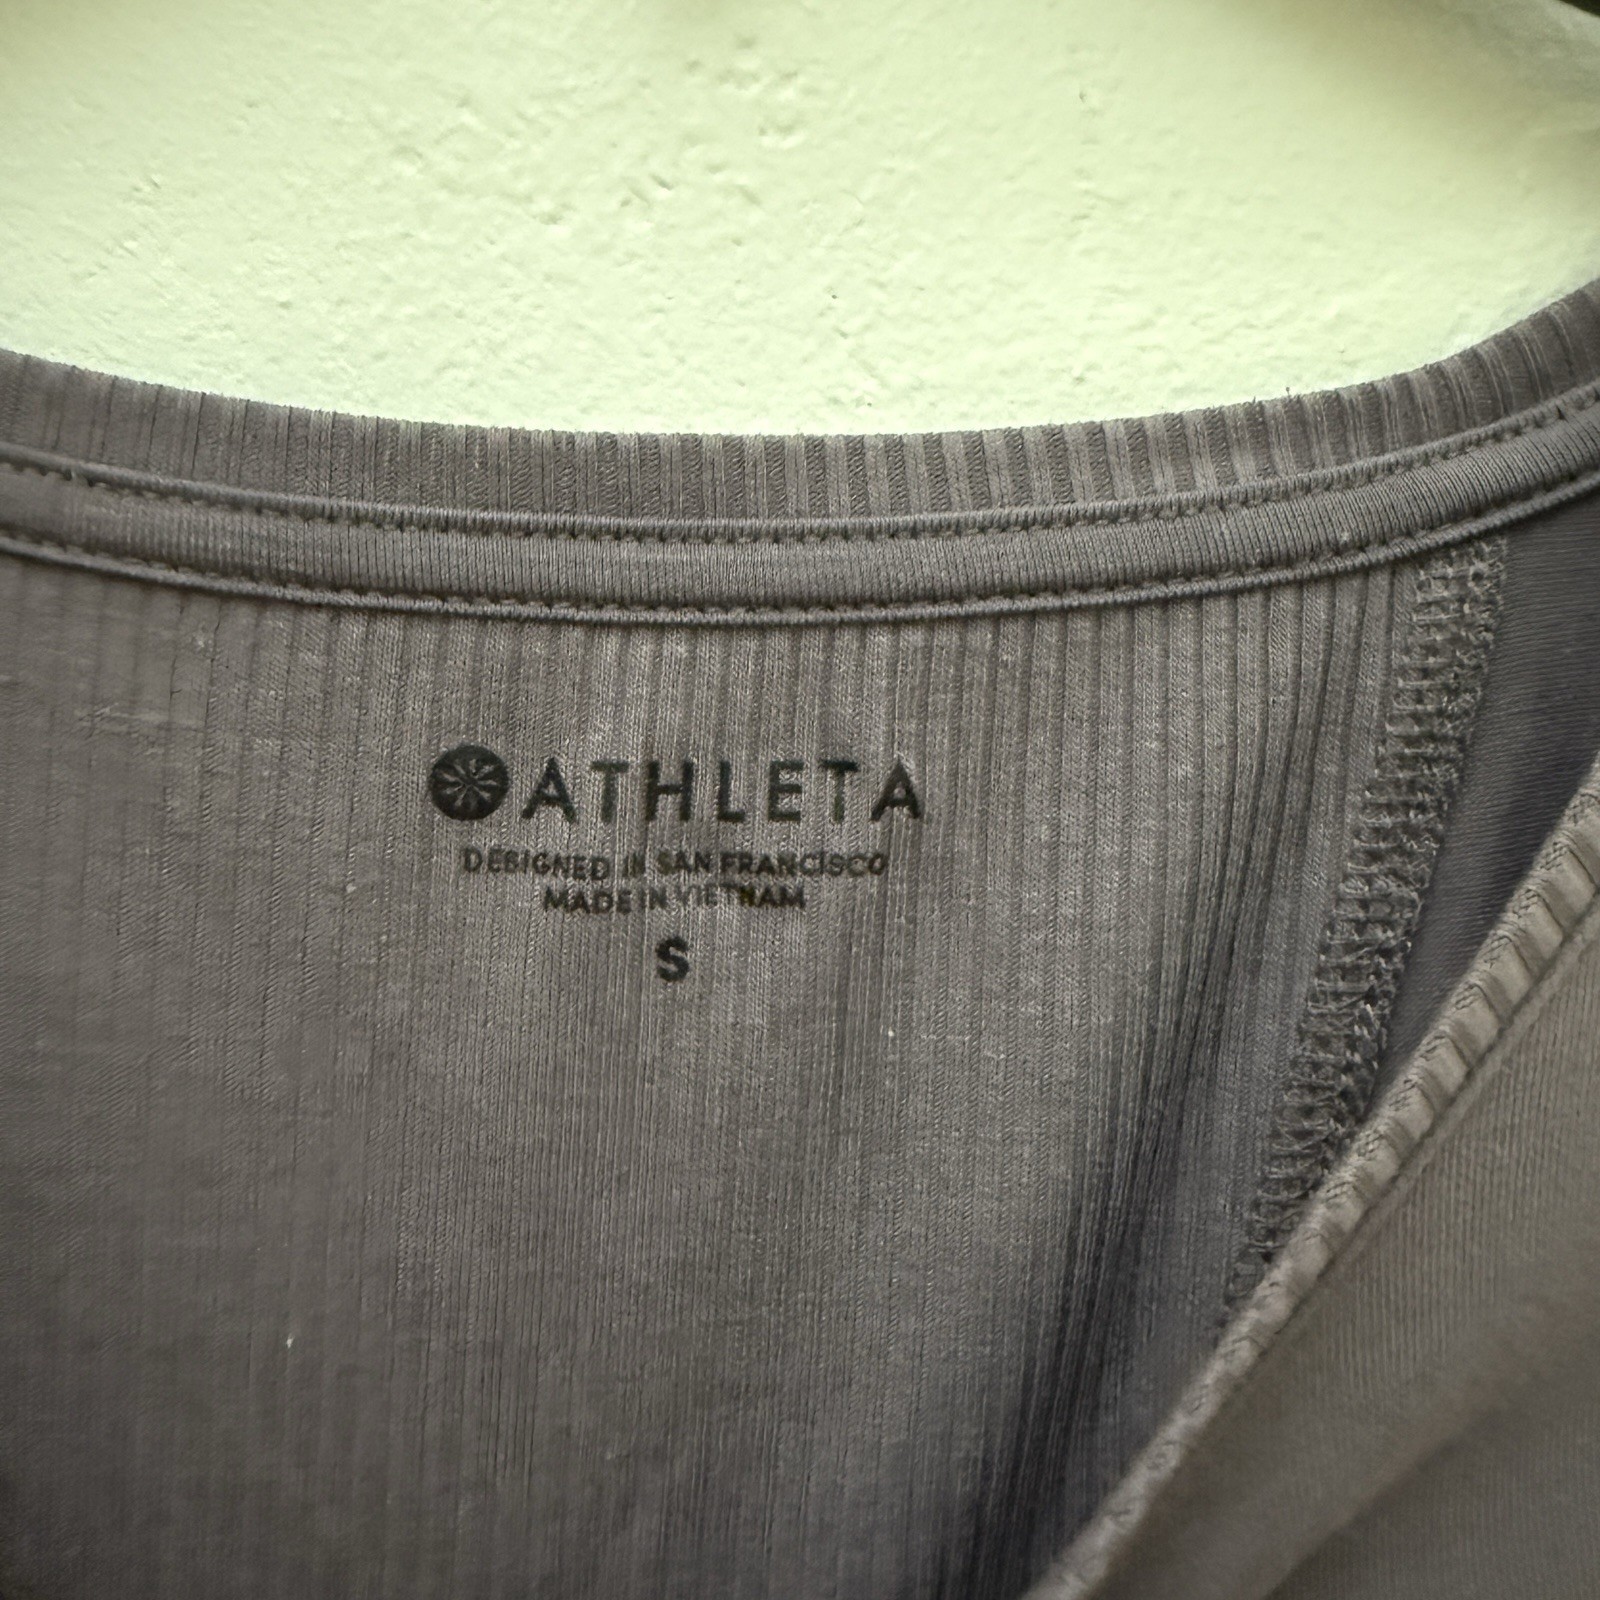 ATHLETA
DESIGNED IN SAN FRANCISCO
MADE IN VIETNAM
S